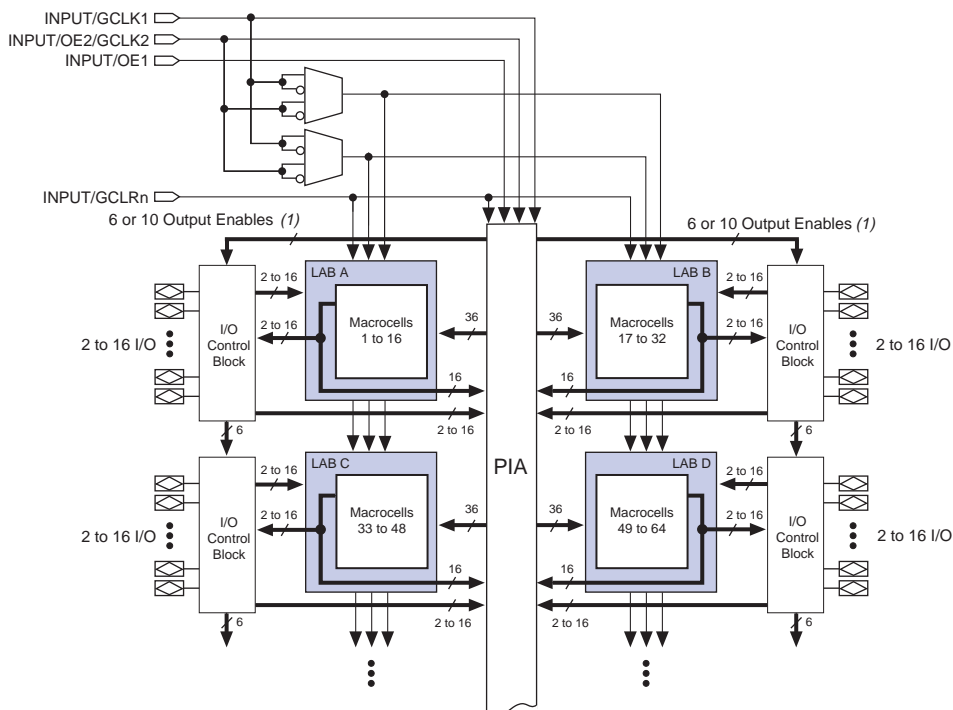 INPUT/GCLK1
INPUT/OE2/GCLK2
INPUT/OE1
INPUT/GCLRn
6 or 10 Output Enables (1)
6 or 10 Output Enables (1)
LAB A
LAB B
2 to 16
2 to 16
Macrocells
1 to 16
Macrocells
17 to 32
36
36
2 to 16
2 to 16
I/O
Control
Block
I/O
Control
Block
2 to 16 I/O
2 to 16 I/O
16
16
2 to 16
2 to 16
6
6
PIA
LAB C
LAB D
2 to 16
2 to 16
Macrocells
33 to 48
Macrocells
49 to 64
36
36
2 to 16
2 to 16
I/O
Control
Block
I/O
Control
Block
2 to 16 I/O
2 to 16 I/O
16
16
2 to 16
2 to 16
6
6